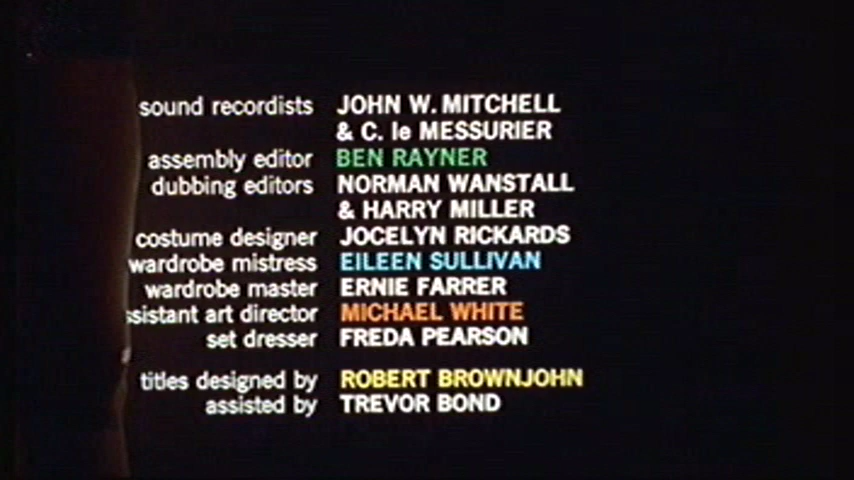 sound recordists JOHN W. MITCHELL
& C. le MESSURIER
assembly editor BEN RAYNER
dubbing editors NORMAN WANSTALL
& HARRY MILLER
costume designer JOCELYN RICKARDS
wardrobe mistress EILEEN SULLIVAN
wardrobe master ERNIE FARRER
ssistant art director MICHAEL WHITE
set dresser FREDA PEARSON
titles designed by ROBERT BROWNJOHN
assisted by TREVOR BOND